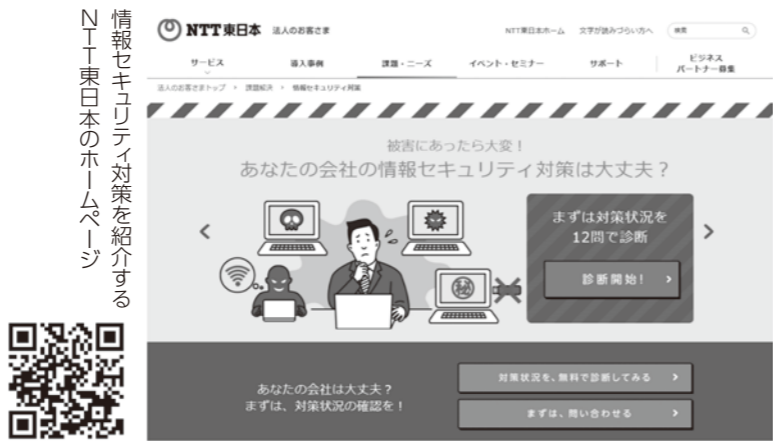 情報セキュリティ対策を紹介する
NTT東日本のホームページ
NTT東日本 法人のお客さま
NTT東日本ホーム 文字が読みづらい方へ 検索
サービス 導入事例 課題・ニーズ イベント・セミナー サポート ビジネス
パートナー募集
法人のお客さまトップ > 課題解決 > 情報セキュリティ対策
被害にあったら大変！
あなたの会社の情報セキュリティ対策は大丈夫？
まずは対策状況を
12問で診断
診断開始！
㊙
あなたの会社は大丈夫？
まずは、対策状況の確認を！
対策状況を、無料で診断してみる
まずは、問い合わせる